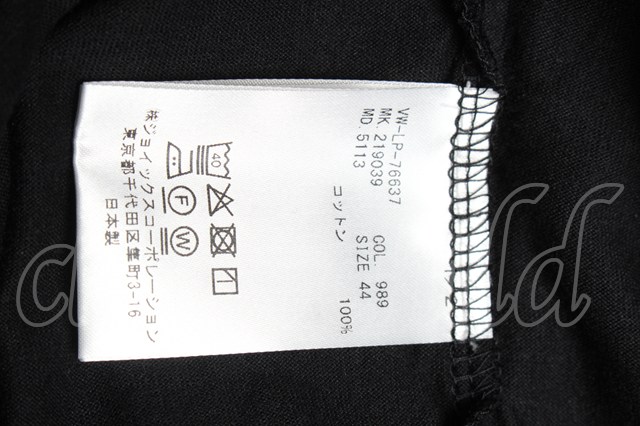 VW-LP-76637 COL. 989
MK. 219039 SIZE 44
MD. 5113
コットン 100%
40
F W
㈱ジョイックスコーポレーション
東京都千代田区隼町3-16
日本製